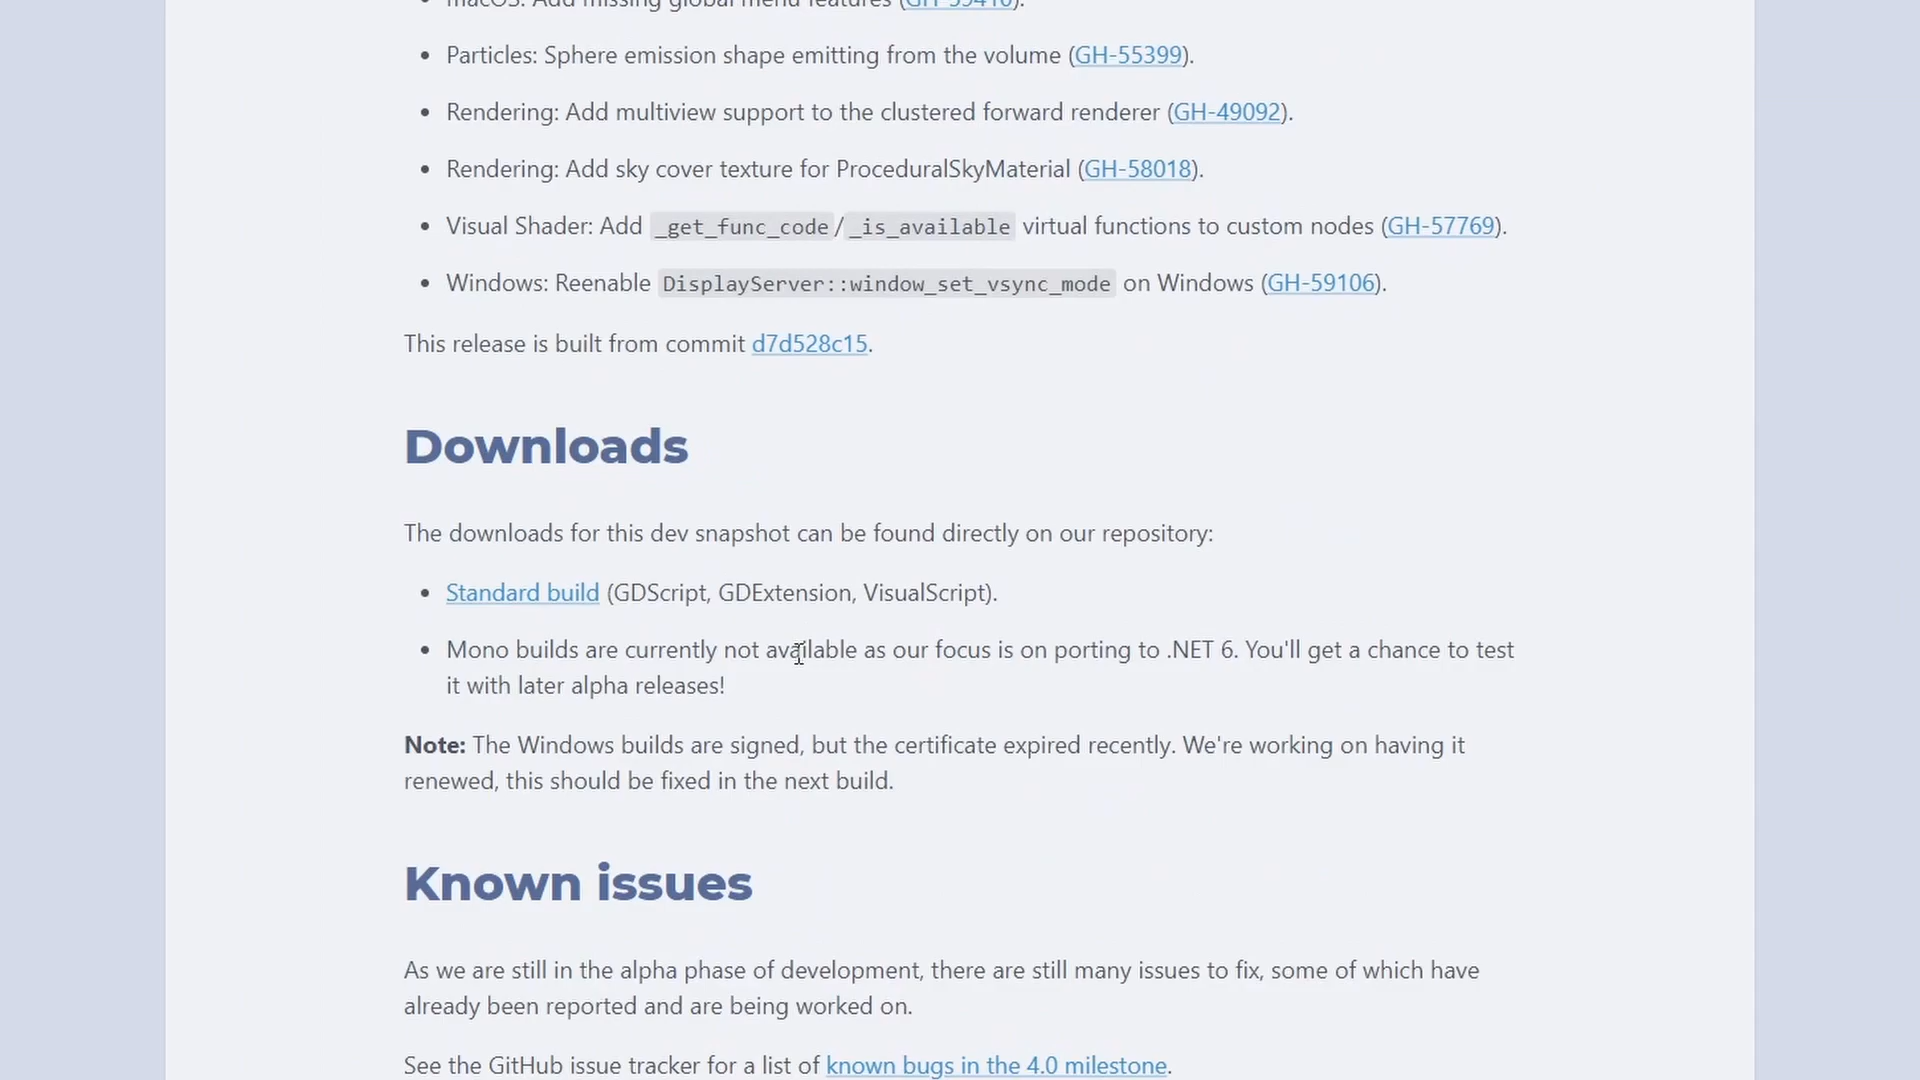 • macOS: Add missing global menu features (GH-59410).
• Particles: Sphere emission shape emitting from the volume (GH-55399).
• Rendering: Add multiview support to the clustered forward renderer (GH-49092).
• Rendering: Add sky cover texture for ProceduralSkyMaterial (GH-58018).
• Visual Shader: Add _get_func_code/_is_available virtual functions to custom nodes (GH-57769).
• Windows: Reenable DisplayServer::window_set_vsync_mode on Windows (GH-59106).
This release is built from commit d7d528c15.
Downloads
The downloads for this dev snapshot can be found directly on our repository:
• Standard build (GDScript, GDExtension, VisualScript).
• Mono builds are currently not available as our focus is on porting to .NET 6. You'll get a chance to test
it with later alpha releases!
Note: The Windows builds are signed, but the certificate expired recently. We're working on having it
renewed, this should be fixed in the next build.
Known issues
As we are still in the alpha phase of development, there are still many issues to fix, some of which have
already been reported and are being worked on.
See the GitHub issue tracker for a list of known bugs in the 4.0 milestone.